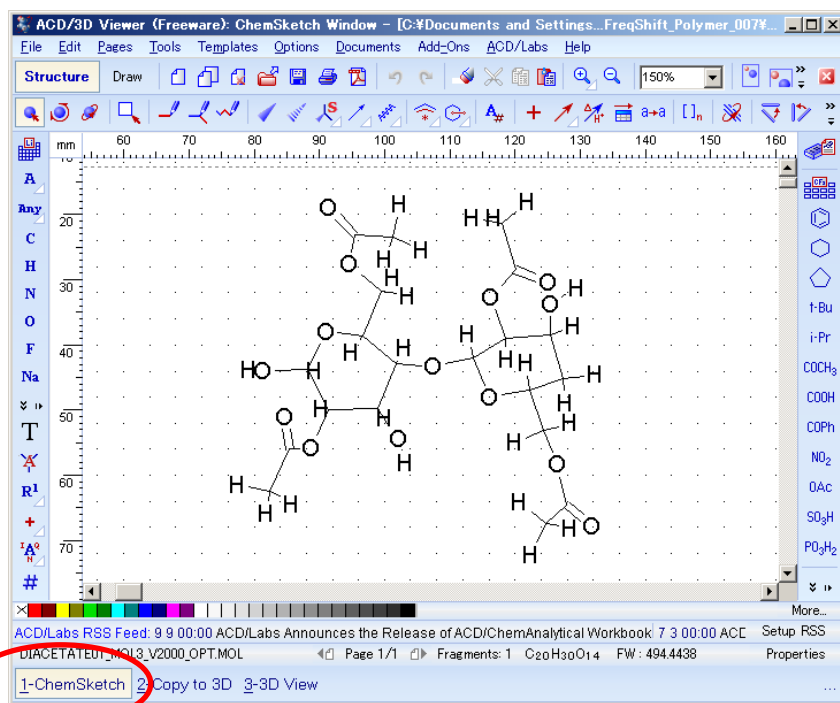 ACD/3D Viewer (Freeware): ChemSketch Window - [C:¥Documents and Settings...FreqShift_Polymer_007¥...
File Edit Pages Tools Templates Options Documents Add-Ons ACD/Labs Help
Structure Draw 150%
S A# + H+ a→a []n
mm 60 70 80 90 100 110 120 130 140 150 160
A
Any
C
H
N
O
F
Na
T
A
R1
+
#
20
30
40
50
60
70
O H H H H
O H H H
O H O H
H H O O H
O H H H
H O H H O H H H
HO H O H
O H H H
O O H H
H O
H H H O
H H H O
H
t-Bu
i-Pr
COCH3
COOH
COPh
NO2
OAc
SO3H
PO3H2
More...
ACD/Labs RSS Feed: 9 9 00:00 ACD/Labs Announces the Release of ACD/ChemAnalytical Workbook 7 3 00:00 ACD Setup RSS
DIACETATE01_MOL3_V2000_OPT.MOL Page 1/1 Fragments: 1 C20H30O14 FW : 494.4438 Properties
1-ChemSketch 2-Copy to 3D 3-3D View ...